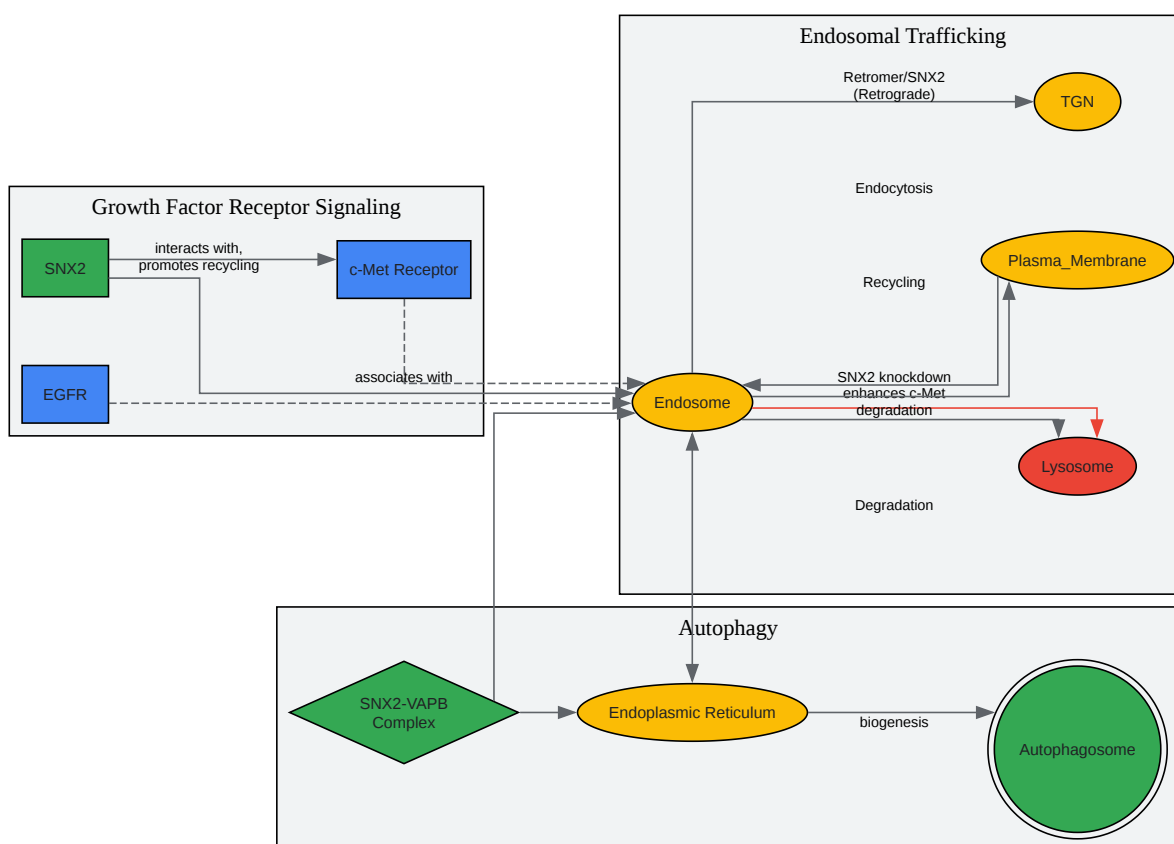 Endosomal Trafficking
Retromer/SNX2
(Retrograde)
TGN
Endocytosis
Growth Factor Receptor Signaling
interacts with,
promotes recycling
SNX2
c-Met Receptor
Plasma_Membrane
Recycling
associates with
EGFR
Endosome
SNX2 knockdown
enhances c-Met
degradation
Lysosome
Degradation
Autophagy
SNX2-VAPB
Complex
Endoplasmic Reticulum
biogenesis
Autophagosome